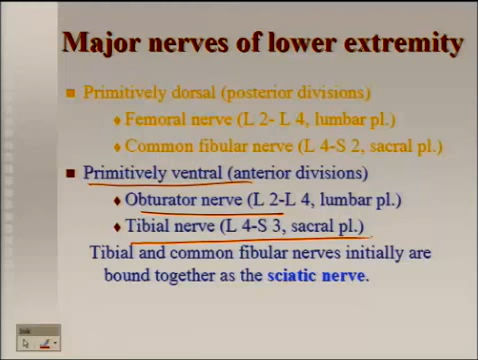 Major nerves of lower extremity
Primitively dorsal (posterior divisions)
Femoral nerve (L 2- L 4, lumbar pl.)
Common fibular nerve (L 4-S 2, sacral pl.)
Primitively ventral (anterior divisions)
Obturator nerve (L 2-L 4, lumbar pl.)
Tibial nerve (L 4-S 3, sacral pl.)
Tibial and common fibular nerves initially are
bound together as the sciatic nerve.